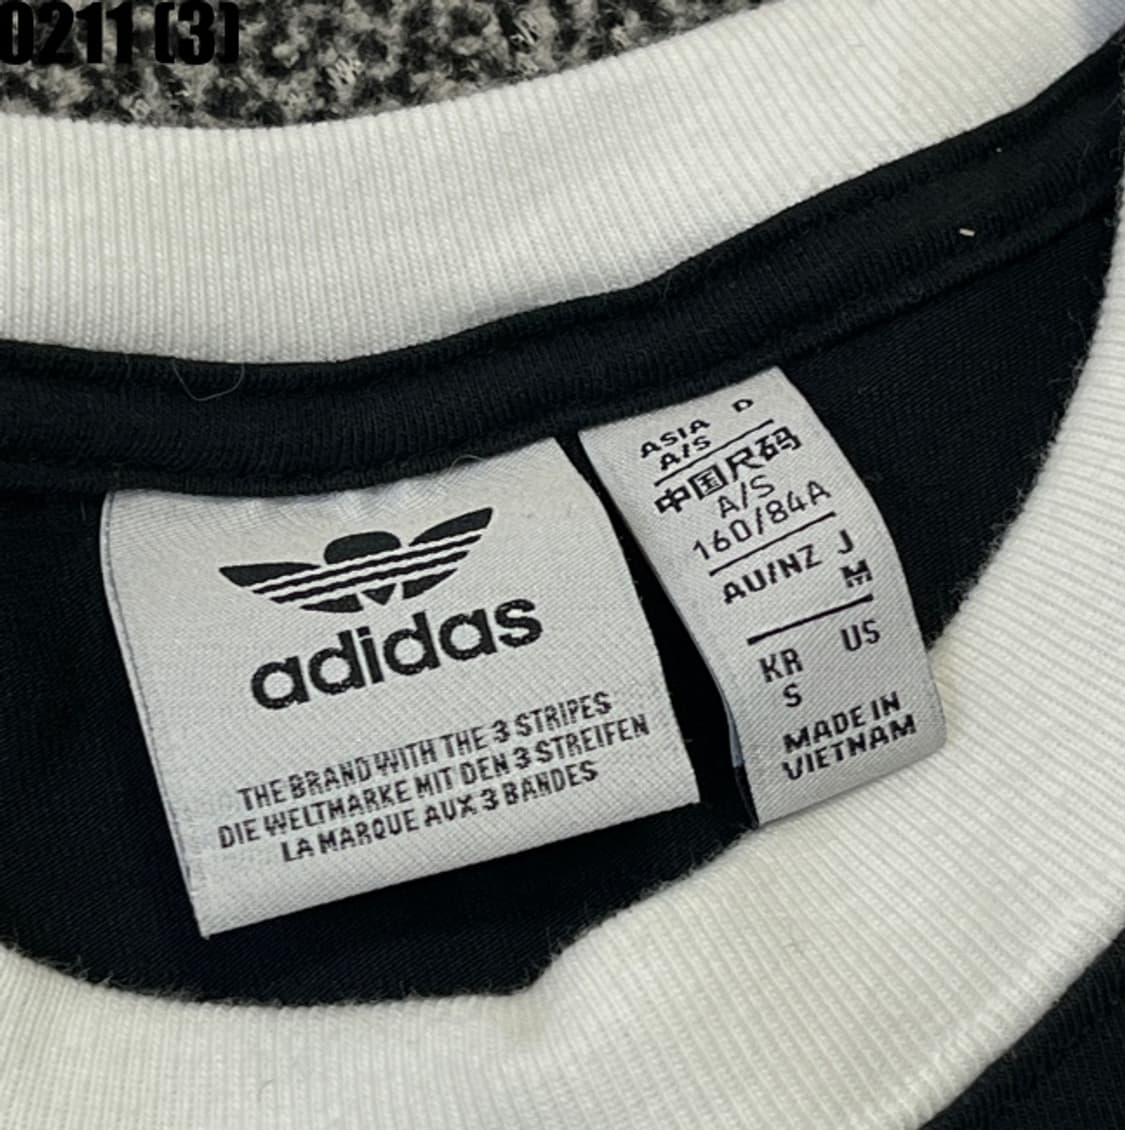 0211 (3)
adidas
THE BRAND WITH THE 3 STRIPES
DIE WELTMARKE MIT DEN 3 STREIFEN
LA MARQUE AUX 3 BANDES
ASIA D
A/S
中国尺码
A/S
160/84A
AU/NZ J
M
KR US
S
MADE IN
VIETNAM